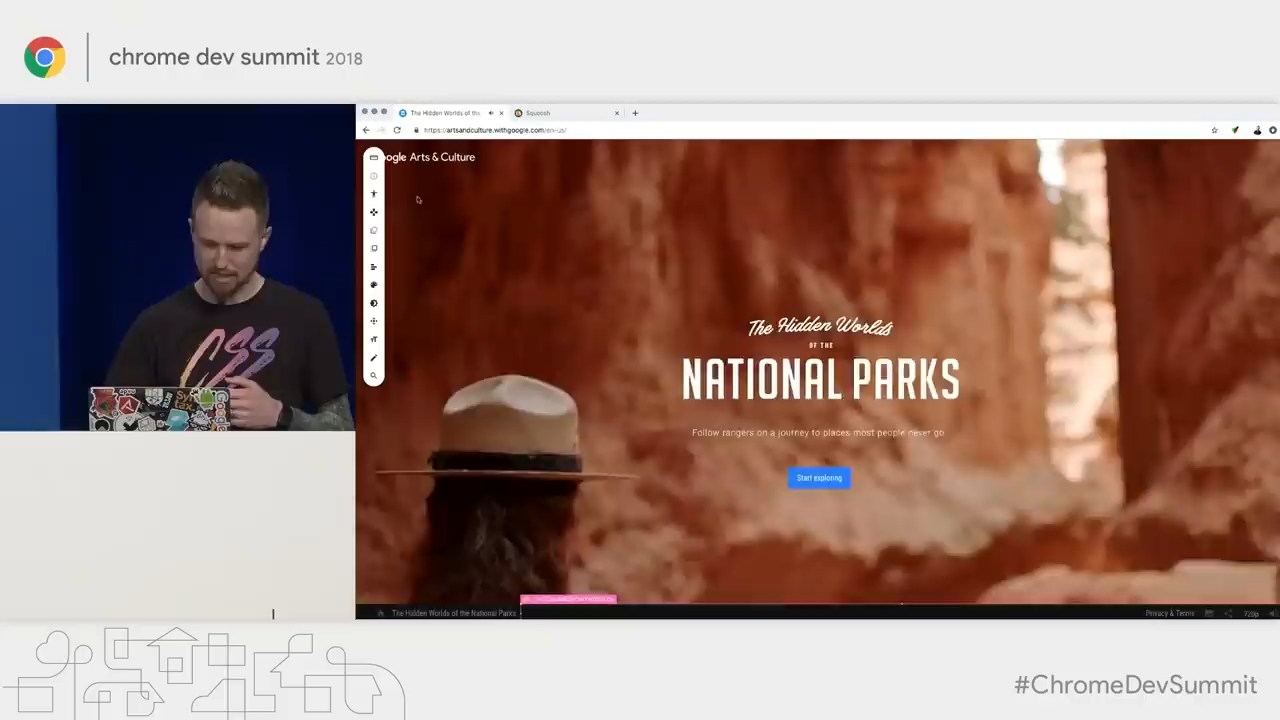 chrome dev summit 2018
The Hidden Worlds of the
Squoosh
https://artsandculture.withgoogle.com/en-us/
oogle Arts & Culture
CSS
The Hidden Worlds
OF THE
NATIONAL PARKS
Follow rangers on a journey to places most people never go
Start exploring
The Hidden Worlds of the National Parks
Privacy & Terms
720p
#ChromeDevSummit